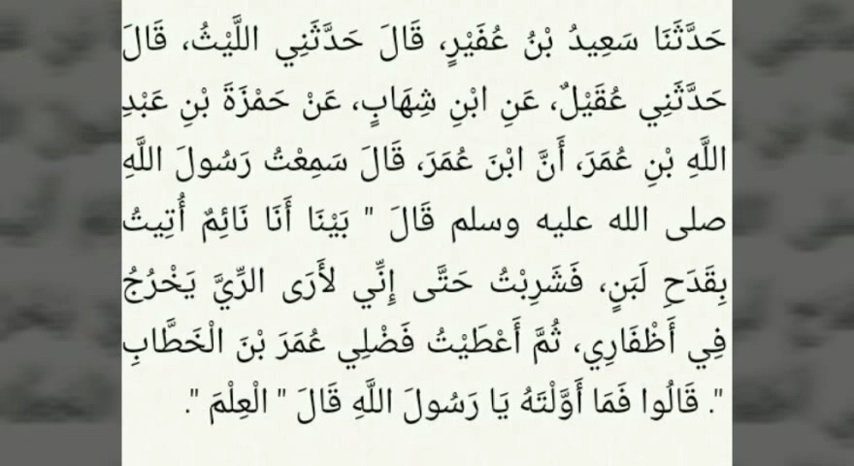 حَدَّثَنَا سَعِيدُ بْنُ عُفَيْرٍ، قَالَ حَدَّثَنِي اللَّيْثُ، قَالَ
حَدَّثَنِي عُقَيْلٌ، عَنِ ابْنِ شِهَابٍ، عَنْ حَمْزَةَ بْنِ عَبْدِ
اللَّهِ بْنِ عُمَرَ، أَنَّ ابْنَ عُمَرَ، قَالَ سَمِعْتُ رَسُولَ اللَّهِ
صلى الله عليه وسلم قَالَ " بَيْنَا أَنَا نَائِمٌ أُتِيتُ
بِقَدَحِ لَبَنٍ، فَشَرِبْتُ حَتَّى إِنِّي لأَرَى الرِّيَّ يَخْرُجُ
فِي أَظْفَارِي، ثُمَّ أَعْطَيْتُ فَضْلِي عُمَرَ بْنَ الْخَطَّابِ
". قَالُوا فَمَا أَوَّلْتَهُ يَا رَسُولَ اللَّهِ قَالَ " الْعِلْمَ ".